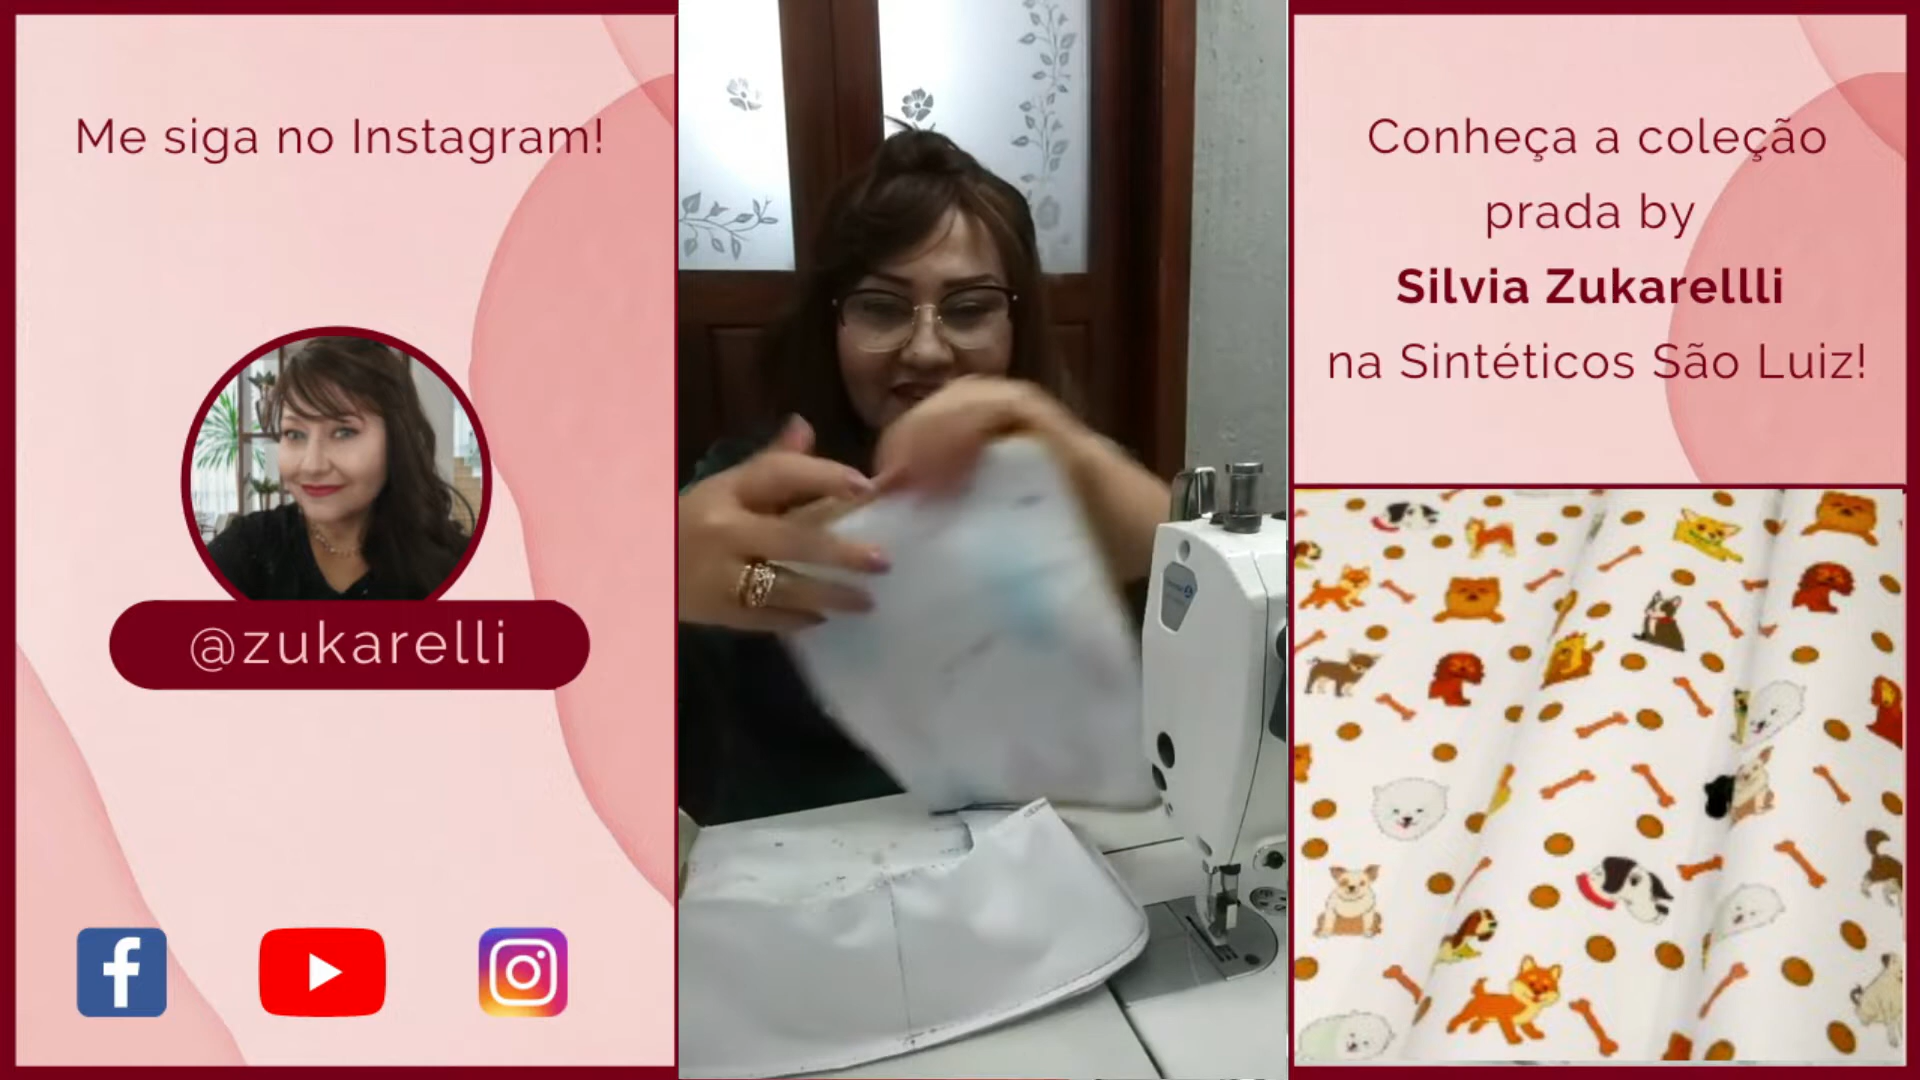 Me siga no Instagram!
@zukarelli
Conheça a coleção
prada by
Silvia Zukarellli
na Sintéticos São Luiz!